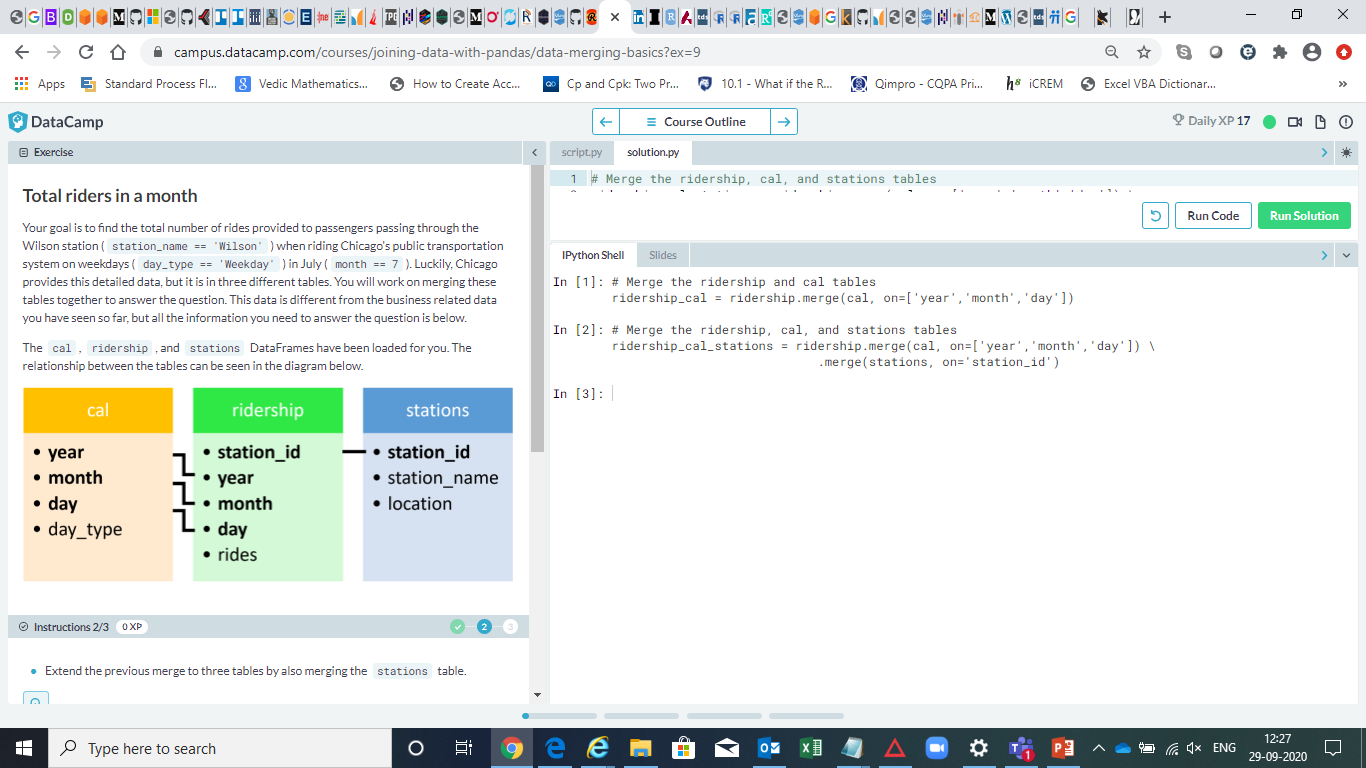 campus.datacamp.com/courses/joining-data-with-pandas/data-merging-basics?ex=9
Apps
Standard Process Fl...
Vedic Mathematics...
How to Create Acc...
Cp and Cpk: Two Pr...
10.1 - What if the R...
Qimpro - CQPA Pri...
iCREM
Excel VBA Dictionar...
»
DataCamp
Course Outline
Daily XP 17
Exercise
script.py
solution.py
Total riders in a month
Your goal is to find the total number of rides provided to passengers passing through the
Wilson station ( station_name == 'Wilson' ) when riding Chicago's public transportation
system on weekdays ( day_type == 'Weekday' ) in July ( month == 7 ). Luckily, Chicago
provides this detailed data, but it is in three different tables. You will work on merging these
tables together to answer the question. This data is different from the business related data
you have seen so far, but all the information you need to answer the question is below.
The cal , ridership , and stations DataFrames have been loaded for you. The
relationship between the tables can be seen in the diagram below.
cal
• year
• month
• day
• day_type
ridership
• station_id
• year
• month
• day
• rides
stations
• station_id
• station_name
• location
Instructions 2/3 0 XP
2
3
• Extend the previous merge to three tables by also merging the stations table.
1 # Merge the ridership, cal, and stations tables
Run Code
Run Solution
IPython Shell
Slides
In [1]: # Merge the ridership and cal tables
ridership_cal = ridership.merge(cal, on=['year','month','day'])
In [2]: # Merge the ridership, cal, and stations tables
ridership_cal_stations = ridership.merge(cal, on=['year','month','day']) \
.merge(stations, on='station_id')
In [3]:
Type here to search
ENG
12:27
29-09-2020